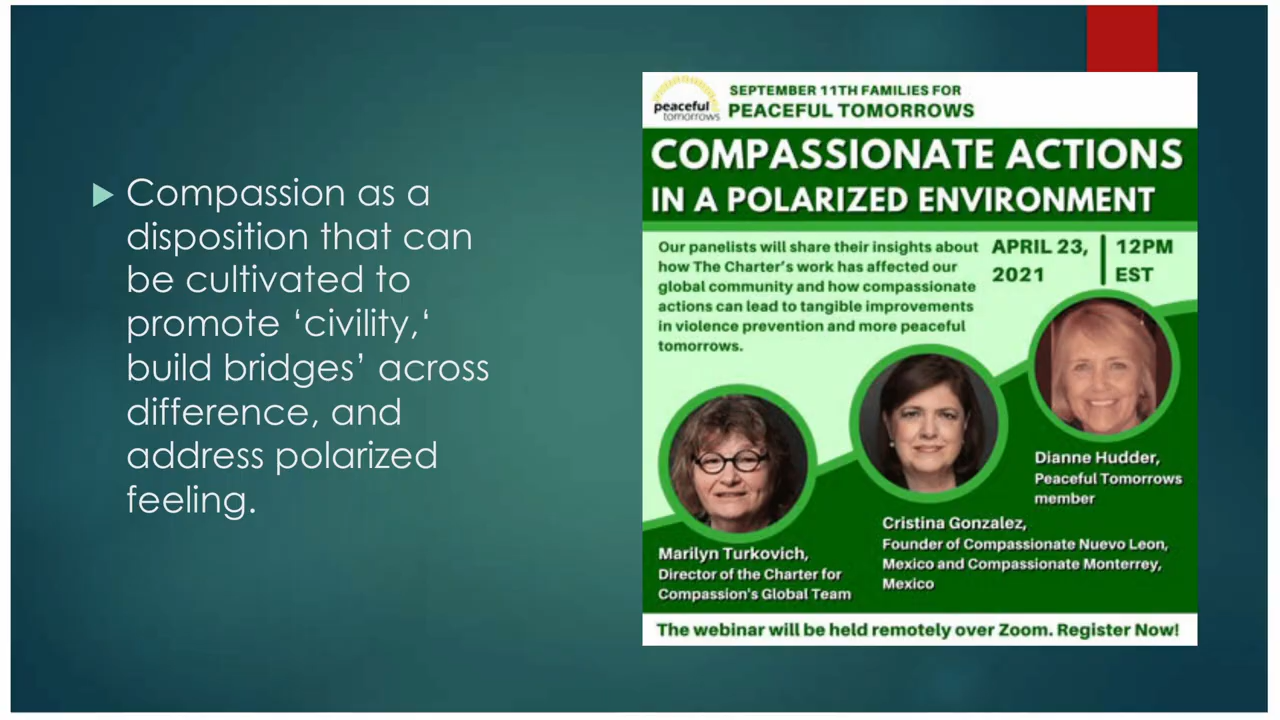 Compassion as a
disposition that can
be cultivated to
promote ‘civility,‘
build bridges’ across
difference, and
address polarized
feeling.
peaceful
tomorrows
SEPTEMBER 11TH FAMILIES FOR
PEACEFUL TOMORROWS
COMPASSIONATE ACTIONS
IN A POLARIZED ENVIRONMENT
Our panelists will share their insights about
how The Charter's work has affected our
global community and how compassionate
actions can lead to tangible improvements
in violence prevention and more peaceful
tomorrows.
APRIL 23,
2021
12PM
EST
Marilyn Turkovich,
Director of the Charter for
Compassion's Global Team
Cristina Gonzalez,
Founder of Compassionate Nuevo Leon,
Mexico and Compassionate Monterrey,
Mexico
Dianne Hudder,
Peaceful Tomorrows
member
The webinar will be held remotely over Zoom. Register Now!